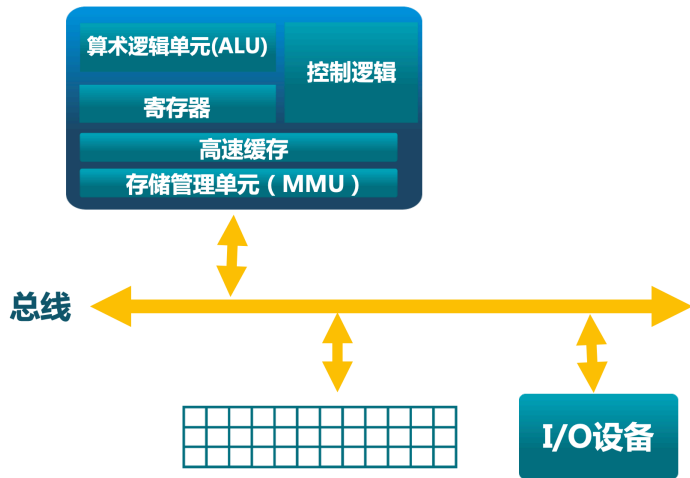 算术逻辑单元(ALU)
控制逻辑
寄存器
高速缓存
存储管理单元（MMU）
总线
I/O设备